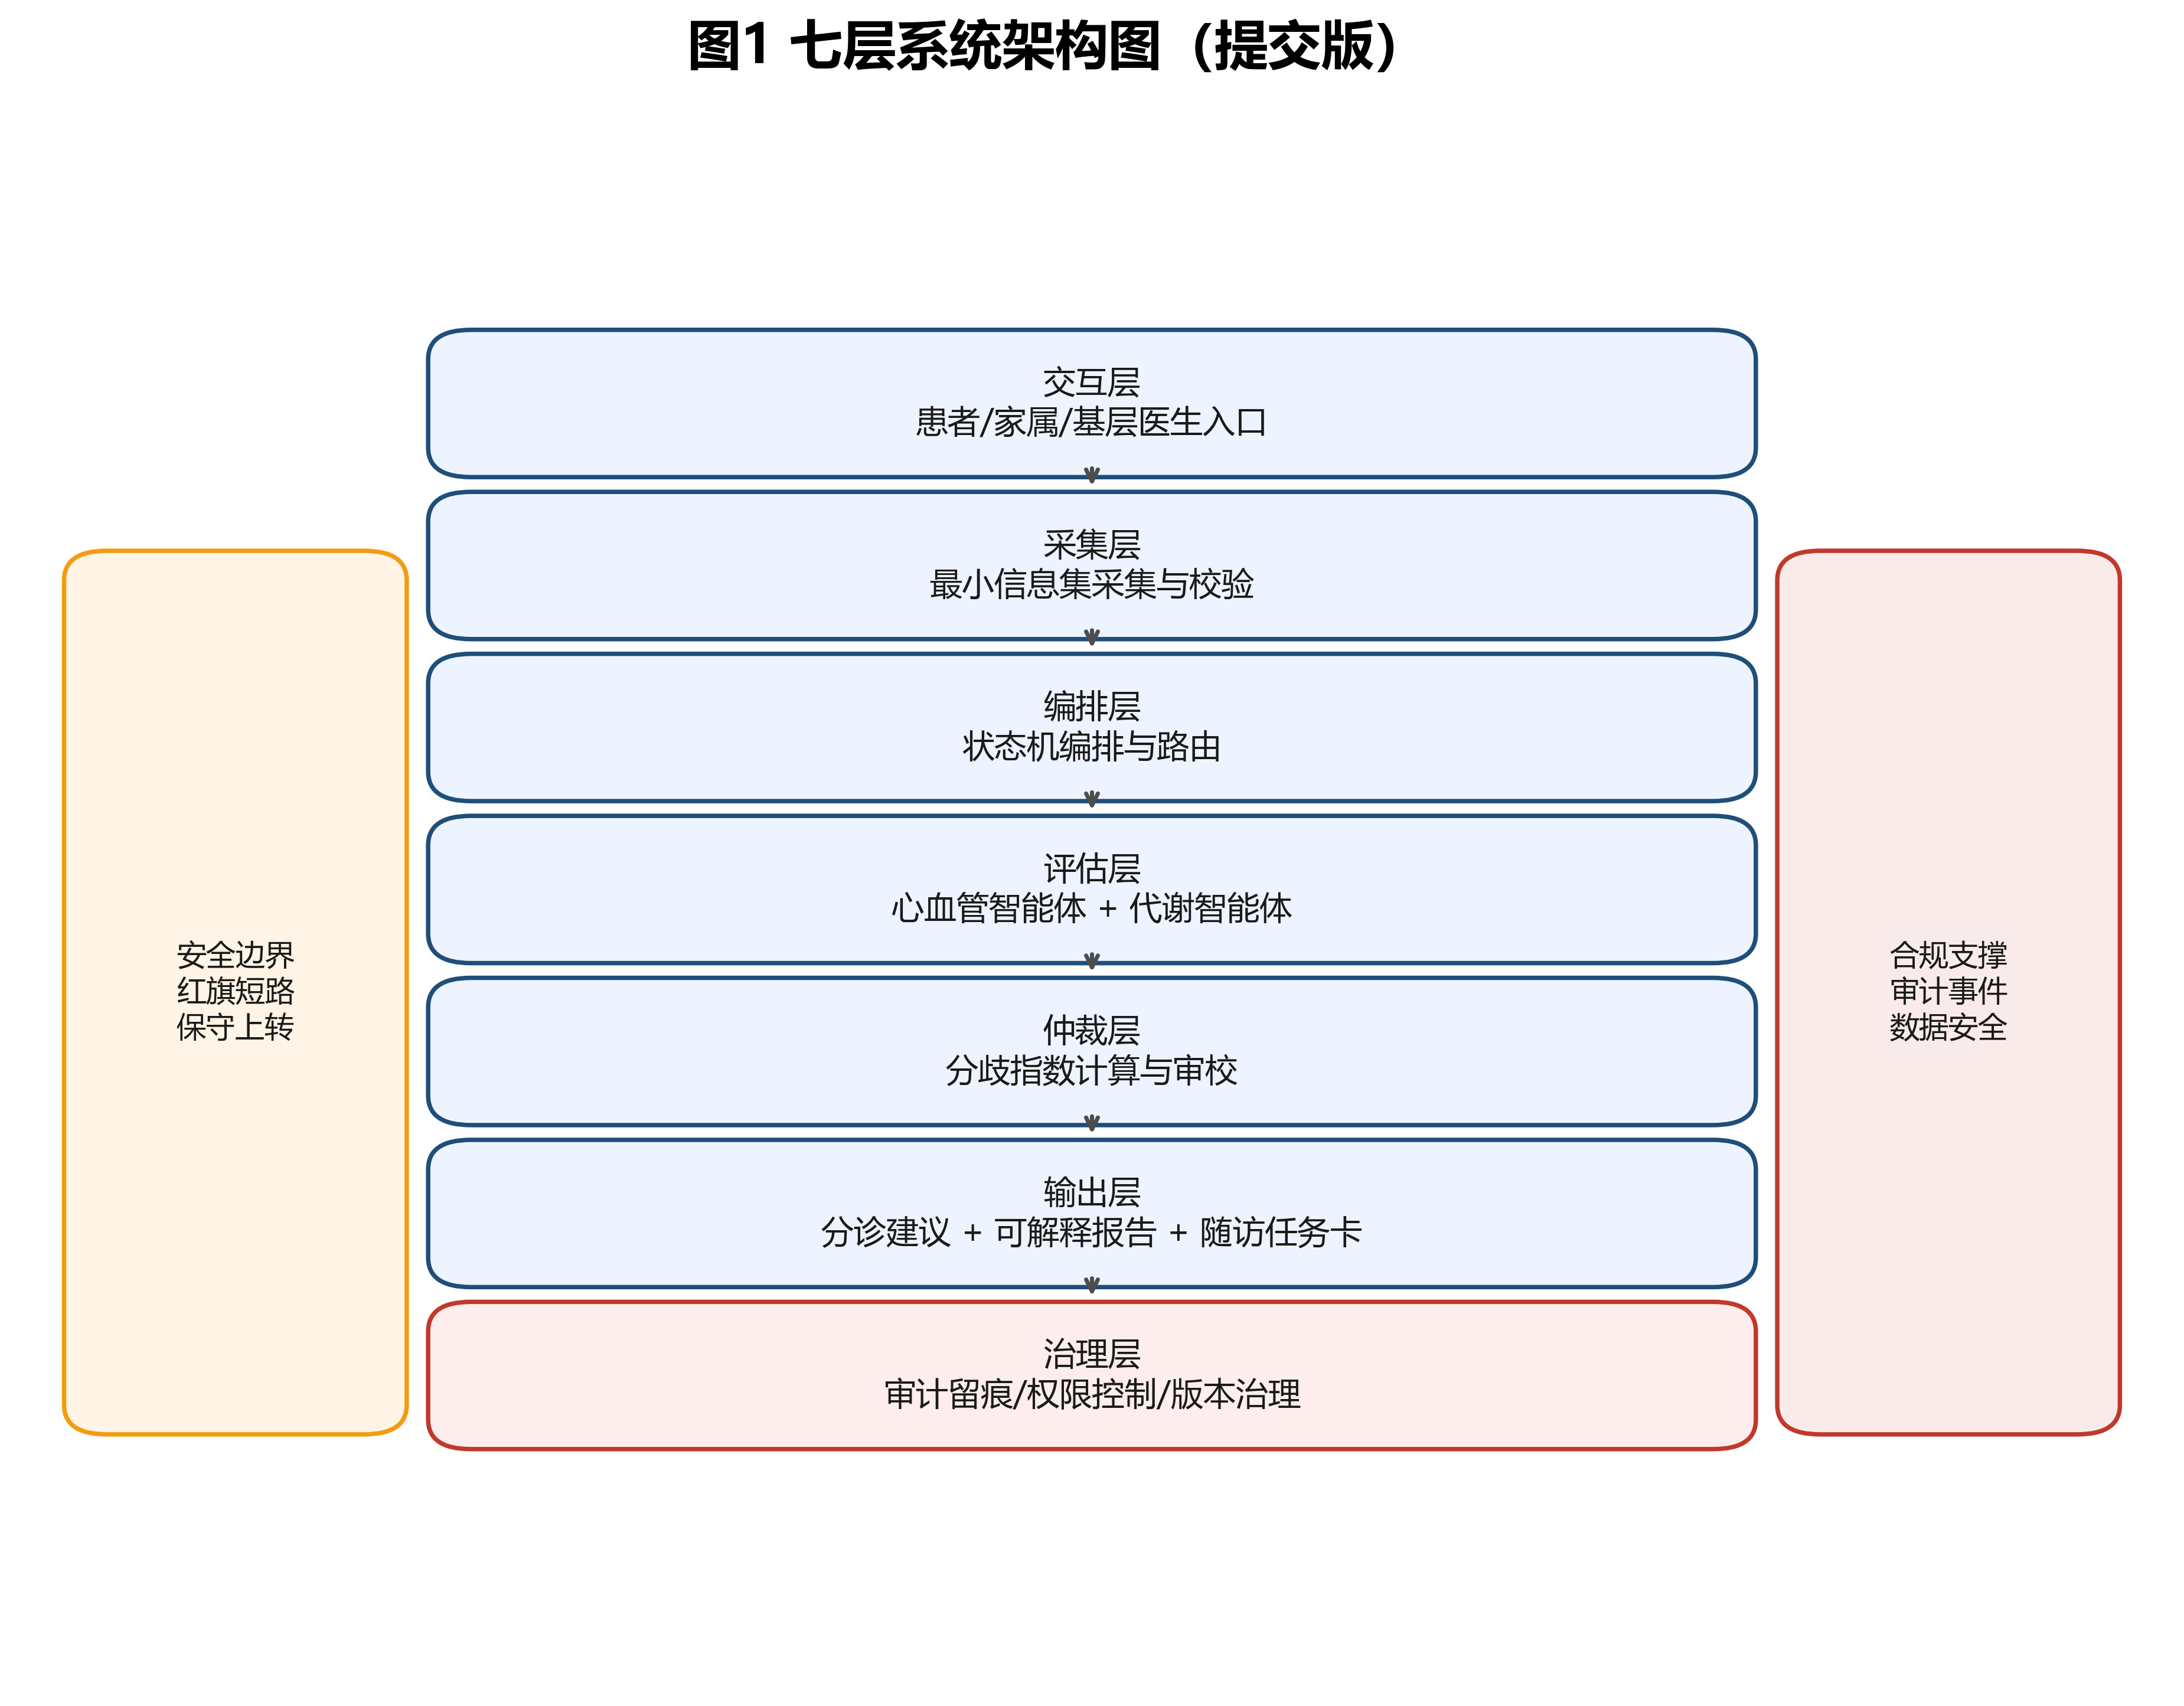 图1 七层系统架构图（提交版）
交互层
患者/家属/基层医生入口
采集层
最小信息集采集与校验
编排层
状态机编排与路由
评估层
心血管智能体 + 代谢智能体
仲裁层
分歧指数计算与审校
输出层
分诊建议 + 可解释报告 + 随访任务卡
治理层
审计留痕/权限控制/版本治理
安全边界
红旗短路
保守上转
合规支撑
审计事件
数据安全